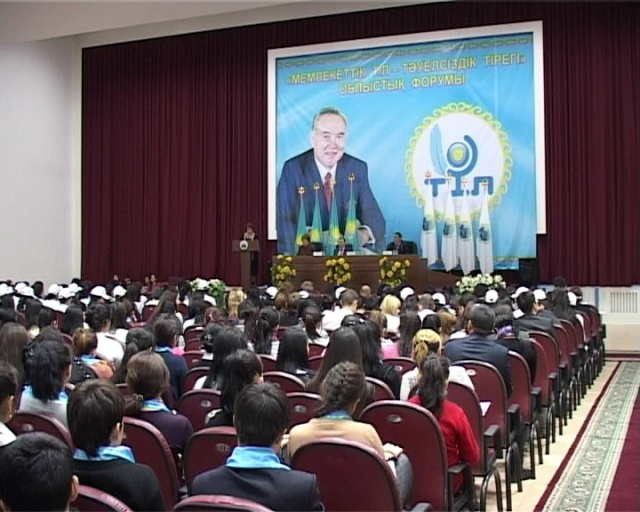 «МЕМЛЕКЕТТІК ТІЛ – ТӘУЕЛСІЗДІК ТІРЕГІ»
ОБЛЫСТЫҚ ФОРУМЫ
ТІЛ